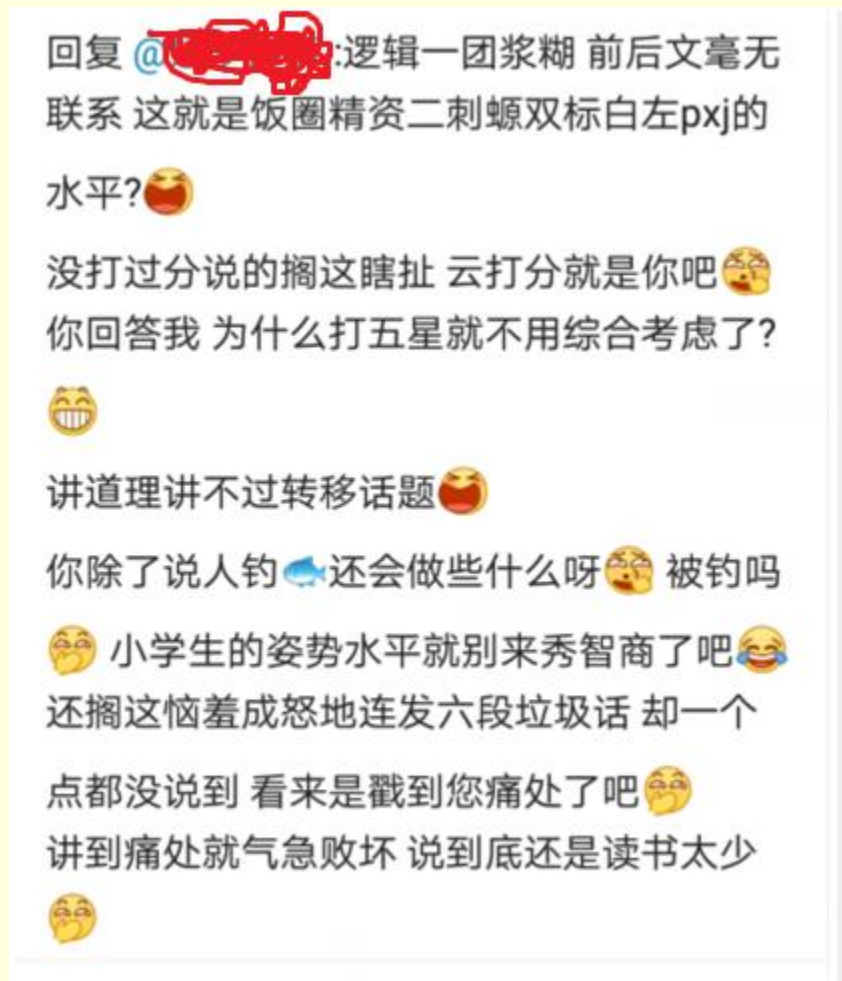 回复 @:逻辑一团浆糊 前后文毫无
联系 这就是饭圈精资二刺螈双标白左pxj的
水平?😆
没打过分说的搁这瞎扯 云打分就是你吧
你回答我 为什么打五星就不用综合考虑了?
😁
讲道理讲不过转移话题😆
你除了说人钓🐟还会做些什么呀 被钓吗
🤭 小学生的姿势水平就别来秀智商了吧😂
还搁这恼羞成怒地连发六段垃圾话 却一个
点都没说到 看来是戳到您痛处了吧🤭
讲到痛处就气急败坏 说到底还是读书太少
🤭